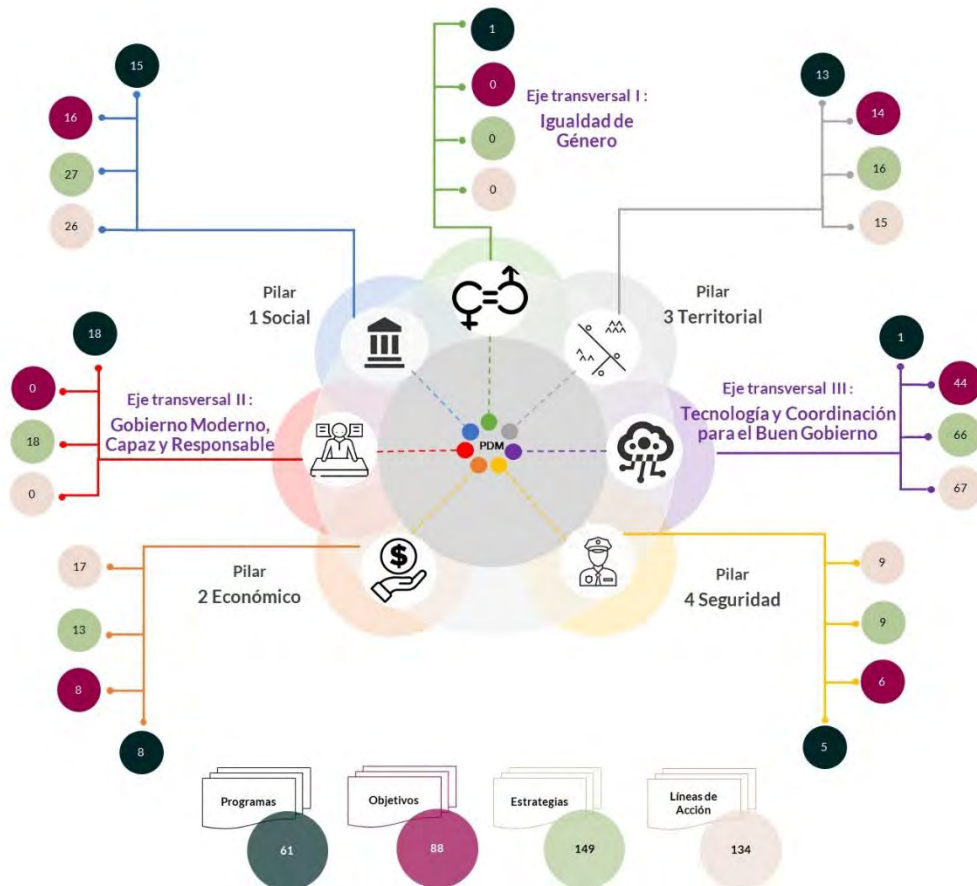 1
0
Eje transversal I :
Igualdad de
Género
0
0
15
16
27
26
13
14
16
15
Pilar
1 Social
Pilar
3 Territorial
18
0
18
0
Eje transversal II :
Gobierno Moderno,
Capaz y Responsable
PDM
Eje transversal III :
Tecnología y Coordinación
para el Buen Gobierno
1
44
66
67
17
13
8
8
Pilar
2 Económico
$
Pilar
4 Seguridad
9
9
6
5
Programas
61
Objetivos
88
Estrategias
149
Líneas de
Acción
134